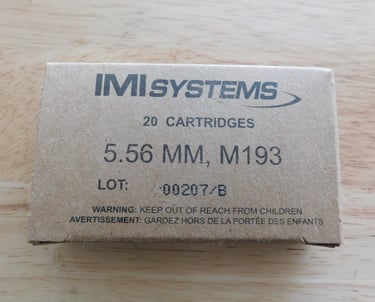 IMI SYSTEMS
20 CARTRIDGES
5.56 MM, M193
LOT: 00207/B
WARNING: KEEP OUT OF REACH FROM CHILDREN
AVERTISSEMENT: GARDEZ HORS DE LA PORTÉE DES ENFANTS